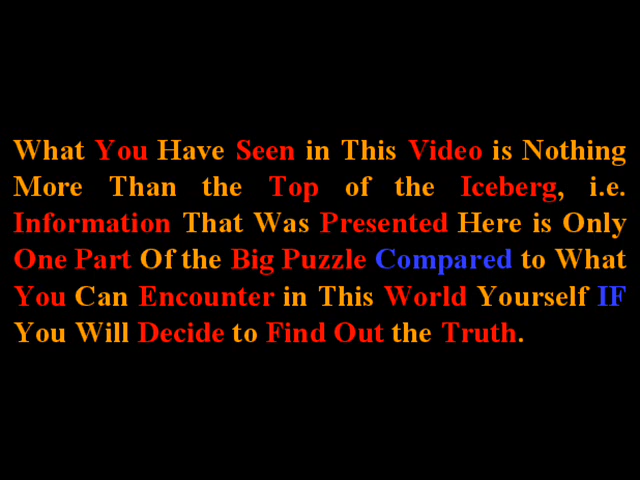 What You Have Seen in This Video is Nothing
More Than the Top of the Iceberg, i.e.
Information That Was Presented Here is Only
One Part Of the Big Puzzle Compared to What
You Can Encounter in This World Yourself IF
You Will Decide to Find Out the Truth.